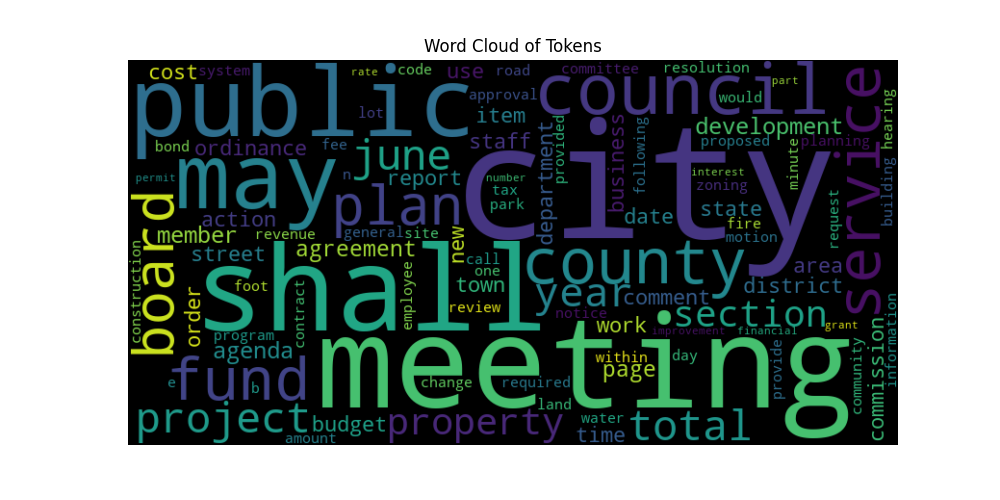 Word Cloud of Tokens
cost system rate code use road committee resolution part
public lot approval item council would service hearing
bond ordinance fee june staff department provided business following development proposed minute planning
permit may n report plan number tax park city interest zoning building
board action member revenue general site new date state fire motion request
construction street agreement call county area
shall one town year comment district
order foot contract employee review notice section information
program agenda work improvement financial grant
fund meeting within page day provide community commission
e b change required land
project budget property water time total
amount